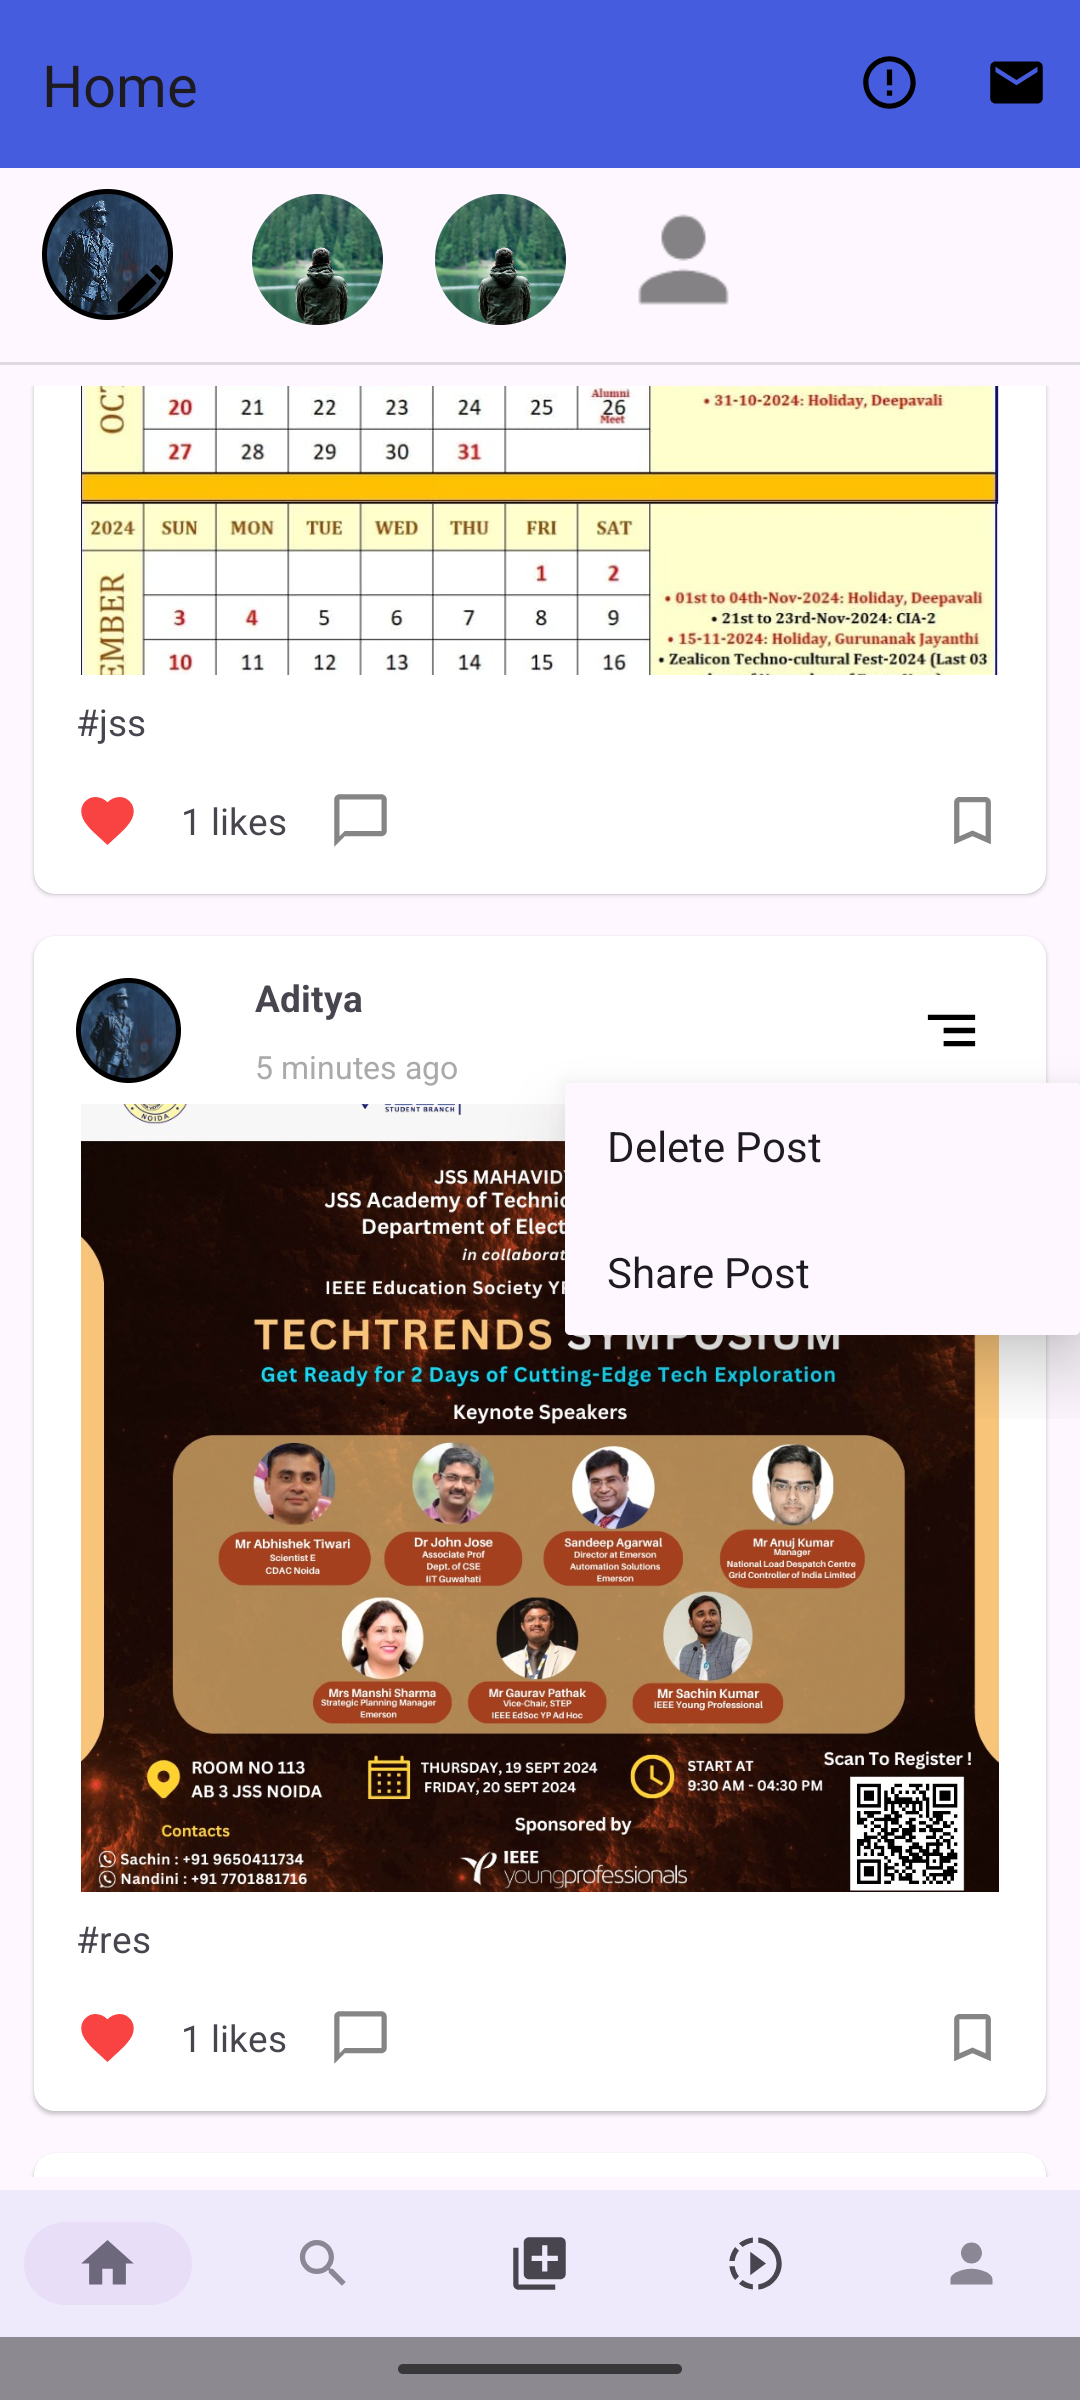 Home
OCT
20 21 22 23 24 25 Alumni 26 Meet
• 31-10-2024: Holiday, Deepavali
27 28 29 30 31
2024 SUN MON TUE WED THU FRI SAT
EMBER
1 2
3 4 5 6 7 8 9
10 11 12 13 14 15 16
• 01st to 04th-Nov-2024: Holiday, Deepavali
• 21st to 23rd-Nov-2024: CIA-2
• 15-11-2024: Holiday, Gurunanak Jayanthi
• Zealicon Techno-cultural Fest-2024 (Last 03
#jss
1 likes
Aditya
5 minutes ago
Delete Post
Share Post
NOIDA
STUDENT BRANCH
JSS MAHAVID
JSS Academy of Technic
Department of Elect
in collaborat
IEEE Education Society Y
TECHTRENDS SYMPOSIUM
Get Ready for 2 Days of Cutting-Edge Tech Exploration
Keynote Speakers
Mr Abhishek Tiwari
Scientist E
CDAC Noida
Dr John Jose
Associate Prof
Dept. of CSE
IIT Guwahati
Sandeep Agarwal
Director at Emerson
Automation Solutions
Emerson
Mr Anuj Kumar
Manager
National Load Despatch Centre
Grid Controller of India Limited
Mrs Manshi Sharma
Strategic Planning Manager
Emerson
Mr Gaurav Pathak
Vice-Chair, STEP
IEEE EdSoc YP Ad Hoc
Mr Sachin Kumar
IEEE Young Professional
ROOM NO 113
AB 3 JSS NOIDA
THURSDAY, 19 SEPT 2024
FRIDAY, 20 SEPT 2024
START AT
9:30 AM - 04:30 PM
Scan To Register !
Contacts
Sachin : +91 9650411734
Nandini : +91 7701881716
Sponsored by
IEEE
youngprofessionals
#res
1 likes